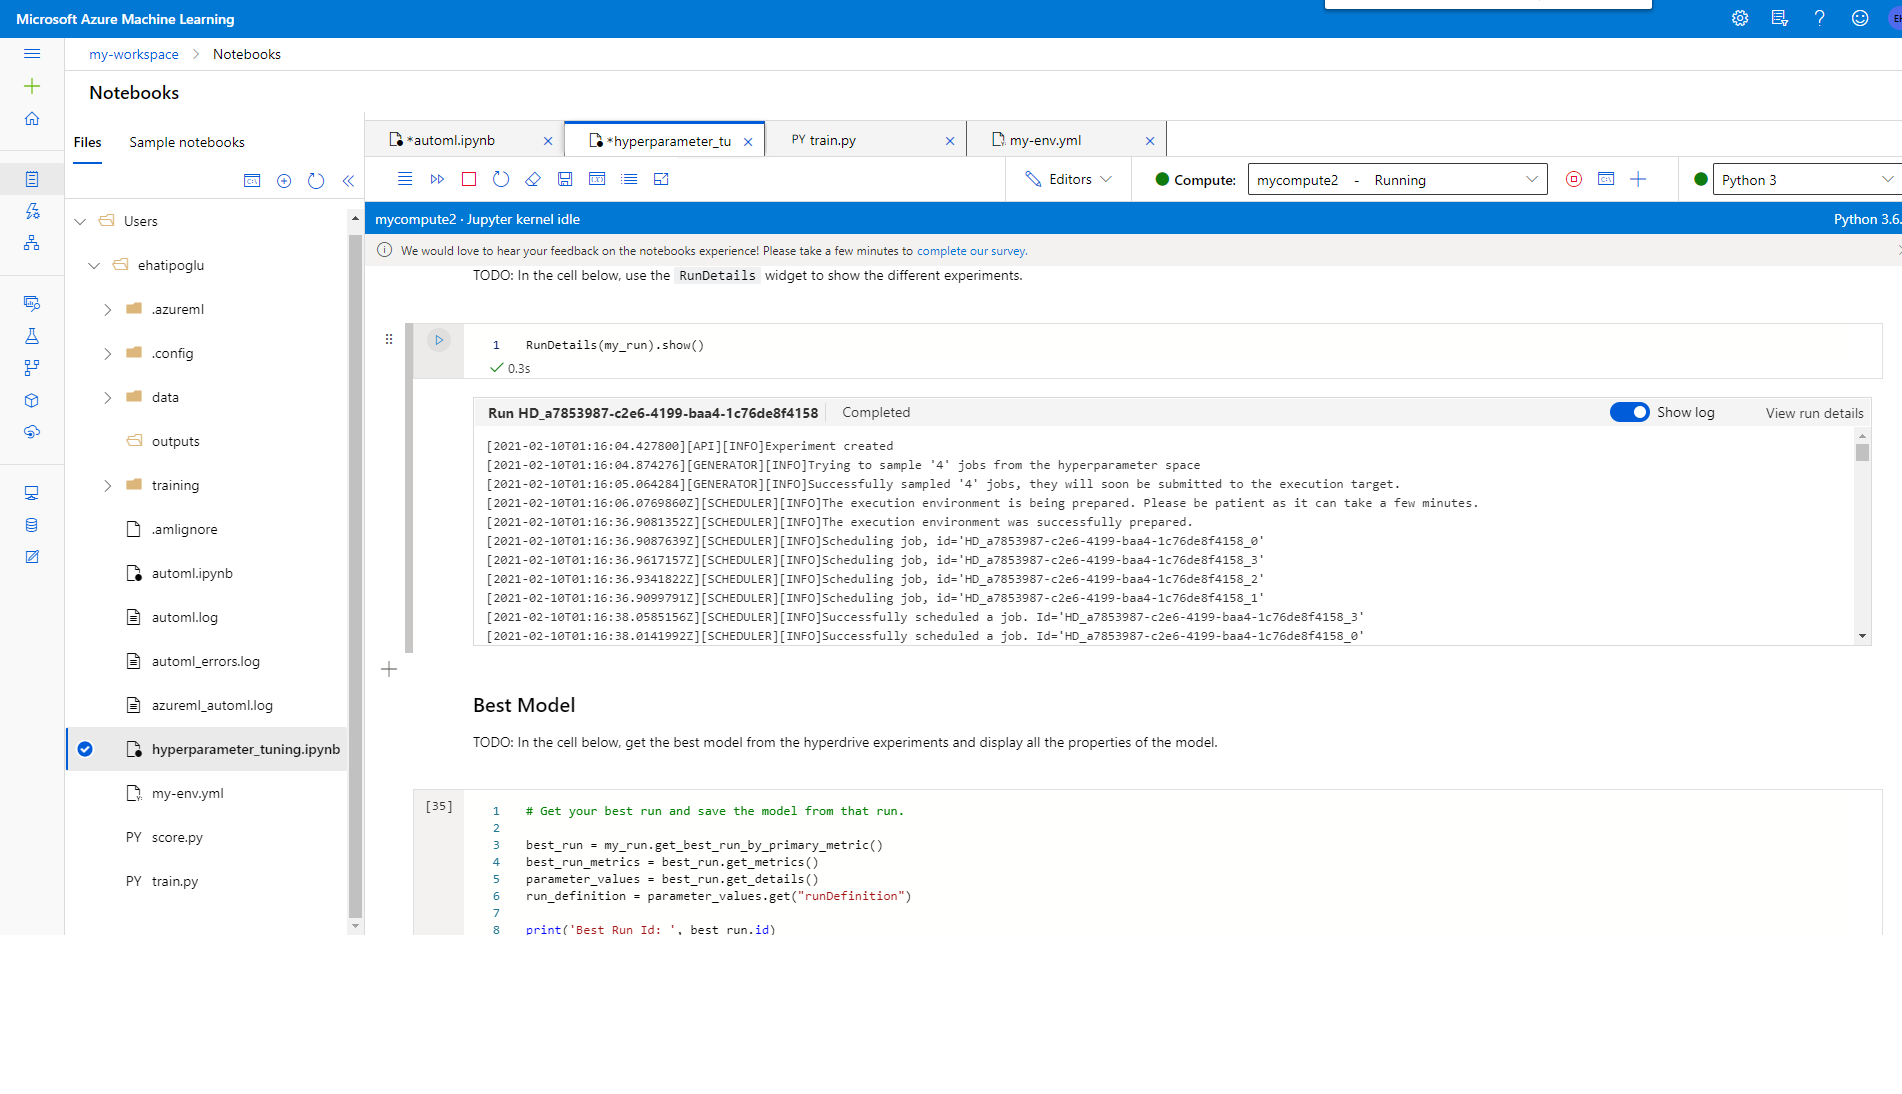 Microsoft Azure Machine Learning
my-workspace > Notebooks
Notebooks
Files
Sample notebooks
Users
ehatipoglu
.azureml
.config
data
outputs
training
.amlignore
automl.ipynb
automl.log
automl_errors.log
azureml_automl.log
hyperparameter_tuning.ipynb
my-env.yml
PY score.py
PY train.py
*automl.ipynb
*hyperparameter_tu
PY train.py
my-env.yml
Editors
Compute: mycompute2 - Running
Python 3
mycompute2 · Jupyter kernel idle
Python 3.6.
We would love to hear your feedback on the notebooks experience! Please take a few minutes to complete our survey.
TODO: In the cell below, use the RunDetails widget to show the different experiments.
1 RunDetails(my_run).show()
0.3s
Run HD_a7853987-c2e6-4199-baa4-1c76de8f4158 Completed Show log View run details
[2021-02-10T01:16:04.427800][API][INFO]Experiment created
[2021-02-10T01:16:04.874276][GENERATOR][INFO]Trying to sample '4' jobs from the hyperparameter space
[2021-02-10T01:16:05.064284][GENERATOR][INFO]Successfully sampled '4' jobs, they will soon be submitted to the execution target.
[2021-02-10T01:16:06.0769860Z][SCHEDULER][INFO]The execution environment is being prepared. Please be patient as it can take a few minutes.
[2021-02-10T01:16:36.9081352Z][SCHEDULER][INFO]The execution environment was successfully prepared.
[2021-02-10T01:16:36.9087639Z][SCHEDULER][INFO]Scheduling job, id='HD_a7853987-c2e6-4199-baa4-1c76de8f4158_0'
[2021-02-10T01:16:36.9617157Z][SCHEDULER][INFO]Scheduling job, id='HD_a7853987-c2e6-4199-baa4-1c76de8f4158_3'
[2021-02-10T01:16:36.9341822Z][SCHEDULER][INFO]Scheduling job, id='HD_a7853987-c2e6-4199-baa4-1c76de8f4158_2'
[2021-02-10T01:16:36.9099791Z][SCHEDULER][INFO]Scheduling job, id='HD_a7853987-c2e6-4199-baa4-1c76de8f4158_1'
[2021-02-10T01:16:38.0585156Z][SCHEDULER][INFO]Successfully scheduled a job. Id='HD_a7853987-c2e6-4199-baa4-1c76de8f4158_3'
[2021-02-10T01:16:38.0141992Z][SCHEDULER][INFO]Successfully scheduled a job. Id='HD_a7853987-c2e6-4199-baa4-1c76de8f4158_0'
Best Model
TODO: In the cell below, get the best model from the hyperdrive experiments and display all the properties of the model.
[35]
1 # Get your best run and save the model from that run.
2
3 best_run = my_run.get_best_run_by_primary_metric()
4 best_run_metrics = best_run.get_metrics()
5 parameter_values = best_run.get_details()
6 run_definition = parameter_values.get("runDefinition")
7
8 print('Best Run Id: ', best_run.id)